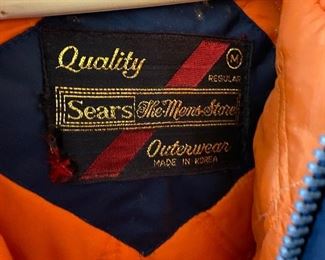 Quality
M
REGULAR
Sears The Men's Store
Outerwear
MADE IN KOREA